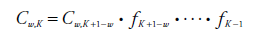 C_{w,K} = C_{w,K+1-w} • f_{K+1-w} • ⋯⋯ • f_{K-1}